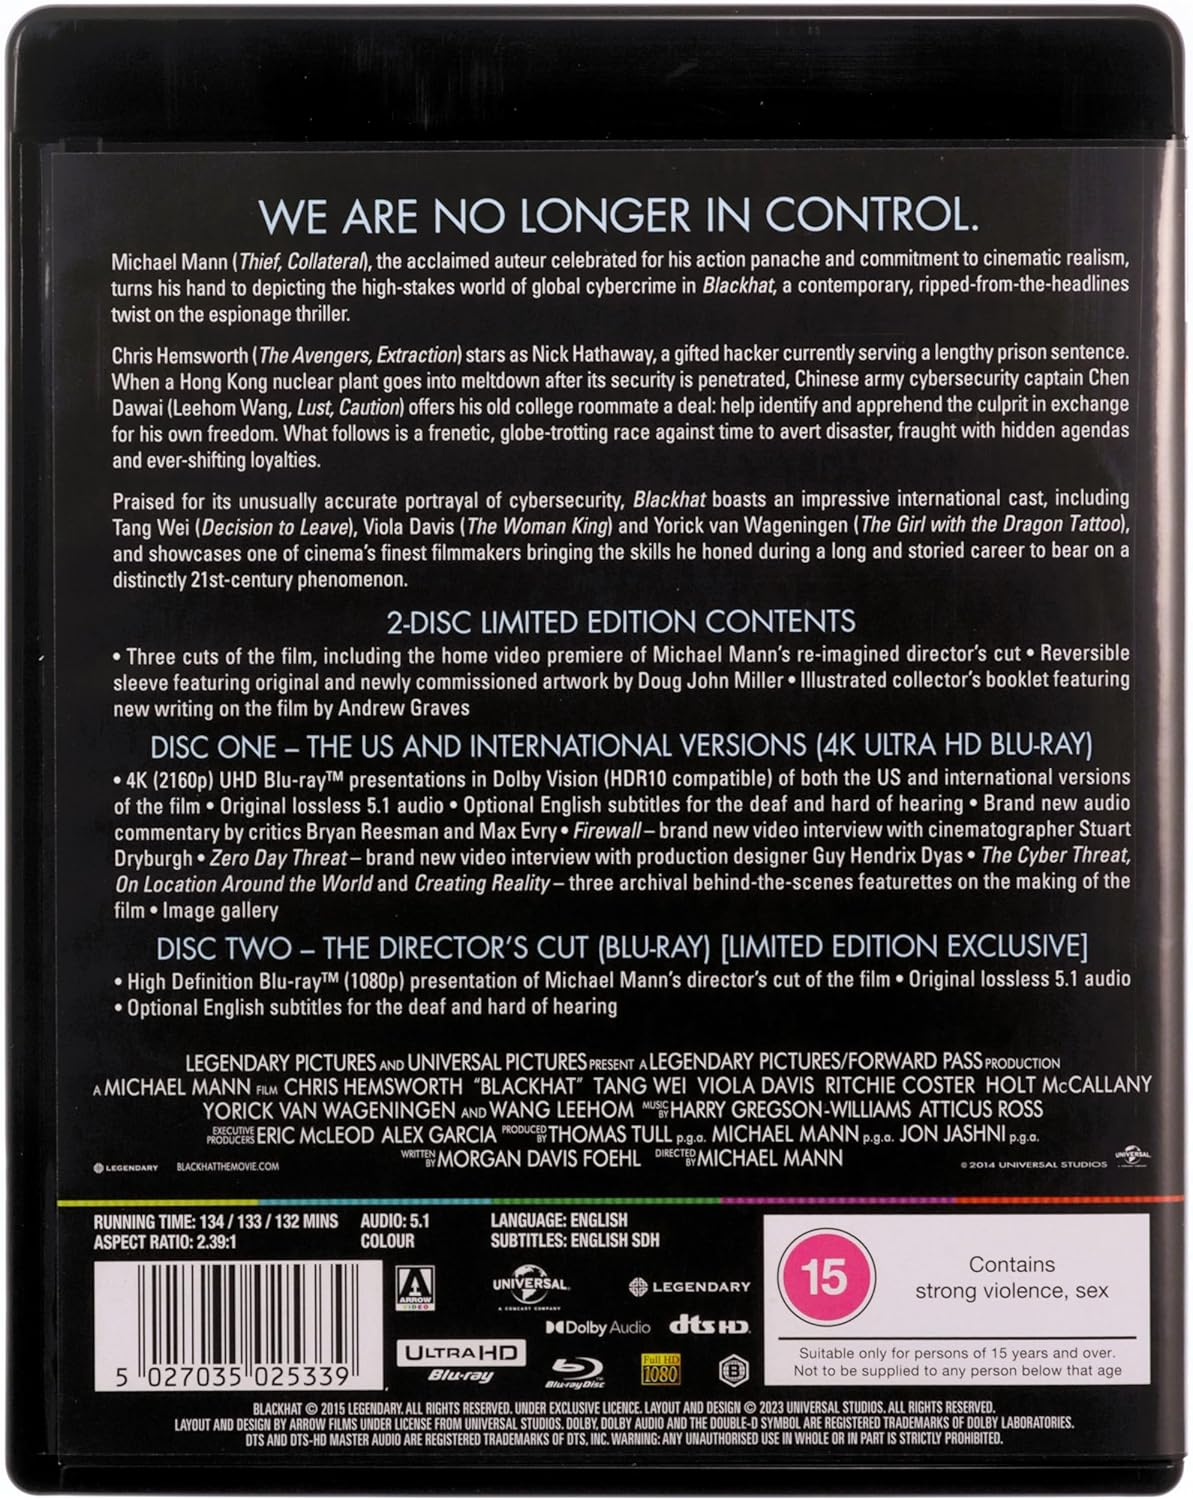 WE ARE NO LONGER IN CONTROL.
Michael Mann (Thief, Collateral), the acclaimed auteur celebrated for his action panache and commitment to cinematic realism,
turns his hand to depicting the high-stakes world of global cybercrime in Blackhat, a contemporary, ripped-from-the-headlines
twist on the espionage thriller.
Chris Hemsworth (The Avengers, Extraction) stars as Nick Hathaway, a gifted hacker currently serving a lengthy prison sentence.
When a Hong Kong nuclear plant goes into meltdown after its security is penetrated, Chinese army cybersecurity captain Chen
Dawai (Leehom Wang, Lust, Caution) offers his old college roommate a deal: help identify and apprehend the culprit in exchange
for his own freedom. What follows is a frenetic, globe-trotting race against time to avert disaster, fraught with hidden agendas
and ever-shifting loyalties.
Praised for its unusually accurate portrayal of cybersecurity, Blackhat boasts an impressive international cast, including
Tang Wei (Decision to Leave), Viola Davis (The Woman King) and Yorick van Wageningen (The Girl with the Dragon Tattoo),
and showcases one of cinema's finest filmmakers bringing the skills he honed during a long and storied career to bear on a
distinctly 21st-century phenomenon.
2-DISC LIMITED EDITION CONTENTS
• Three cuts of the film, including the home video premiere of Michael Mann's re-imagined director's cut • Reversible
sleeve featuring original and newly commissioned artwork by Doug John Miller • Illustrated collector's booklet featuring
new writing on the film by Andrew Graves
DISC ONE – THE US AND INTERNATIONAL VERSIONS (4K ULTRA HD BLU-RAY)
• 4K (2160p) UHD Blu-ray™ presentations in Dolby Vision (HDR10 compatible) of both the US and international versions
of the film • Original lossless 5.1 audio • Optional English subtitles for the deaf and hard of hearing • Brand new audio
commentary by critics Bryan Reesman and Max Evry • Firewall – brand new video interview with cinematographer Stuart
Dryburgh • Zero Day Threat – brand new video interview with production designer Guy Hendrix Dyas • The Cyber Threat,
On Location Around the World and Creating Reality – three archival behind-the-scenes featurettes on the making of the
film • Image gallery
DISC TWO – THE DIRECTOR'S CUT (BLU-RAY) [LIMITED EDITION EXCLUSIVE]
• High Definition Blu-ray™ (1080p) presentation of Michael Mann's director's cut of the film • Original lossless 5.1 audio
• Optional English subtitles for the deaf and hard of hearing
LEGENDARY PICTURES AND UNIVERSAL PICTURES PRESENT A LEGENDARY PICTURES/FORWARD PASS PRODUCTION
A MICHAEL MANN FILM CHRIS HEMSWORTH "BLACKHAT" TANG WEI VIOLA DAVIS RITCHIE COSTER HOLT McCALLANY
YORICK VAN WAGENINGEN AND WANG LEEHOM MUSIC BY HARRY GREGSON-WILLIAMS ATTICUS ROSS
EXECUTIVE PRODUCERS ERIC McLEOD ALEX GARCIA PRODUCED BY THOMAS TULL p.g.a. MICHAEL MANN p.g.a. JON JASHNI p.g.a.
WRITTEN BY MORGAN DAVIS FOEHL DIRECTED BY MICHAEL MANN
LEGENDARY BLACKHATTHEMOVIE.COM © 2014 UNIVERSAL STUDIOS UNIVERSAL
RUNNING TIME: 134 / 133 / 132 MINS AUDIO: 5.1 LANGUAGE: ENGLISH
ASPECT RATIO: 2.39:1 COLOUR SUBTITLES: ENGLISH SDH
5 027035 025339
ARROW VIDEO
UNIVERSAL
A COMCAST COMPANY
LEGENDARY
Dolby Audio dts HD
ULTRA HD Blu-ray
Blu-ray Disc
Full HD 1080
B
15
Contains
strong violence, sex
Suitable only for persons of 15 years and over.
Not to be supplied to any person below that age
BLACKHAT © 2015 LEGENDARY. ALL RIGHTS RESERVED. UNDER EXCLUSIVE LICENCE. LAYOUT AND DESIGN © 2023 UNIVERSAL STUDIOS. ALL RIGHTS RESERVED.
LAYOUT AND DESIGN BY ARROW FILMS UNDER LICENSE FROM UNIVERSAL STUDIOS. DOLBY, DOLBY AUDIO AND THE DOUBLE-D SYMBOL ARE REGISTERED TRADEMARKS OF DOLBY LABORATORIES.
DTS AND DTS-HD MASTER AUDIO ARE REGISTERED TRADEMARKS OF DTS, INC. WARNING: ANY UNAUTHORISED USE IN WHOLE OR IN PART IS STRICTLY PROHIBITED.